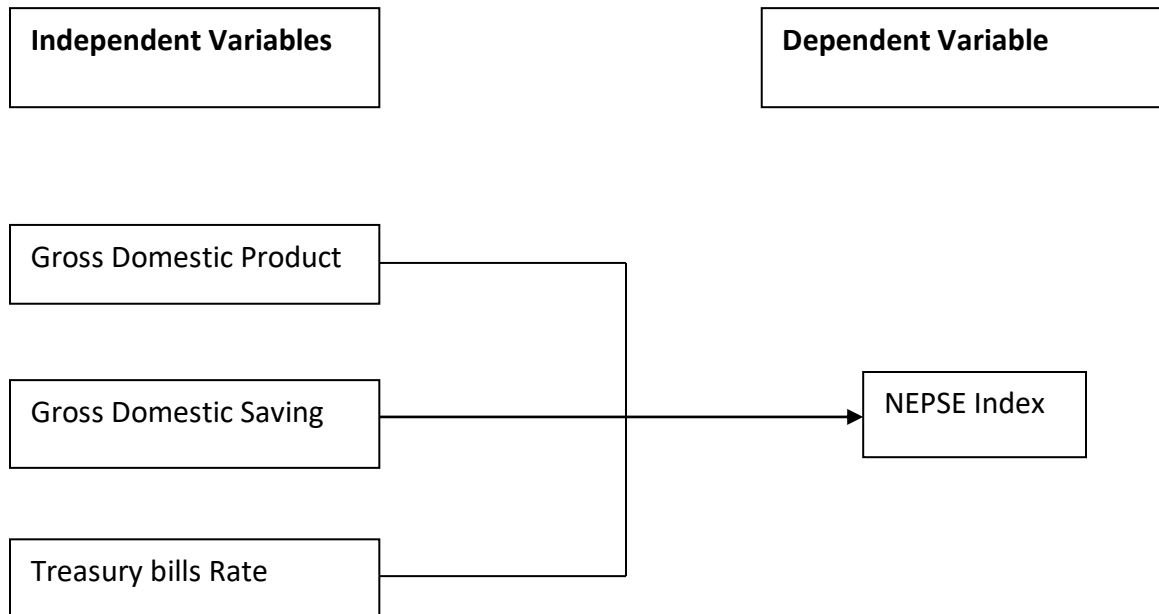 Independent Variables
Dependent Variable
Gross Domestic Product
Gross Domestic Saving
NEPSE Index
Treasury bills Rate